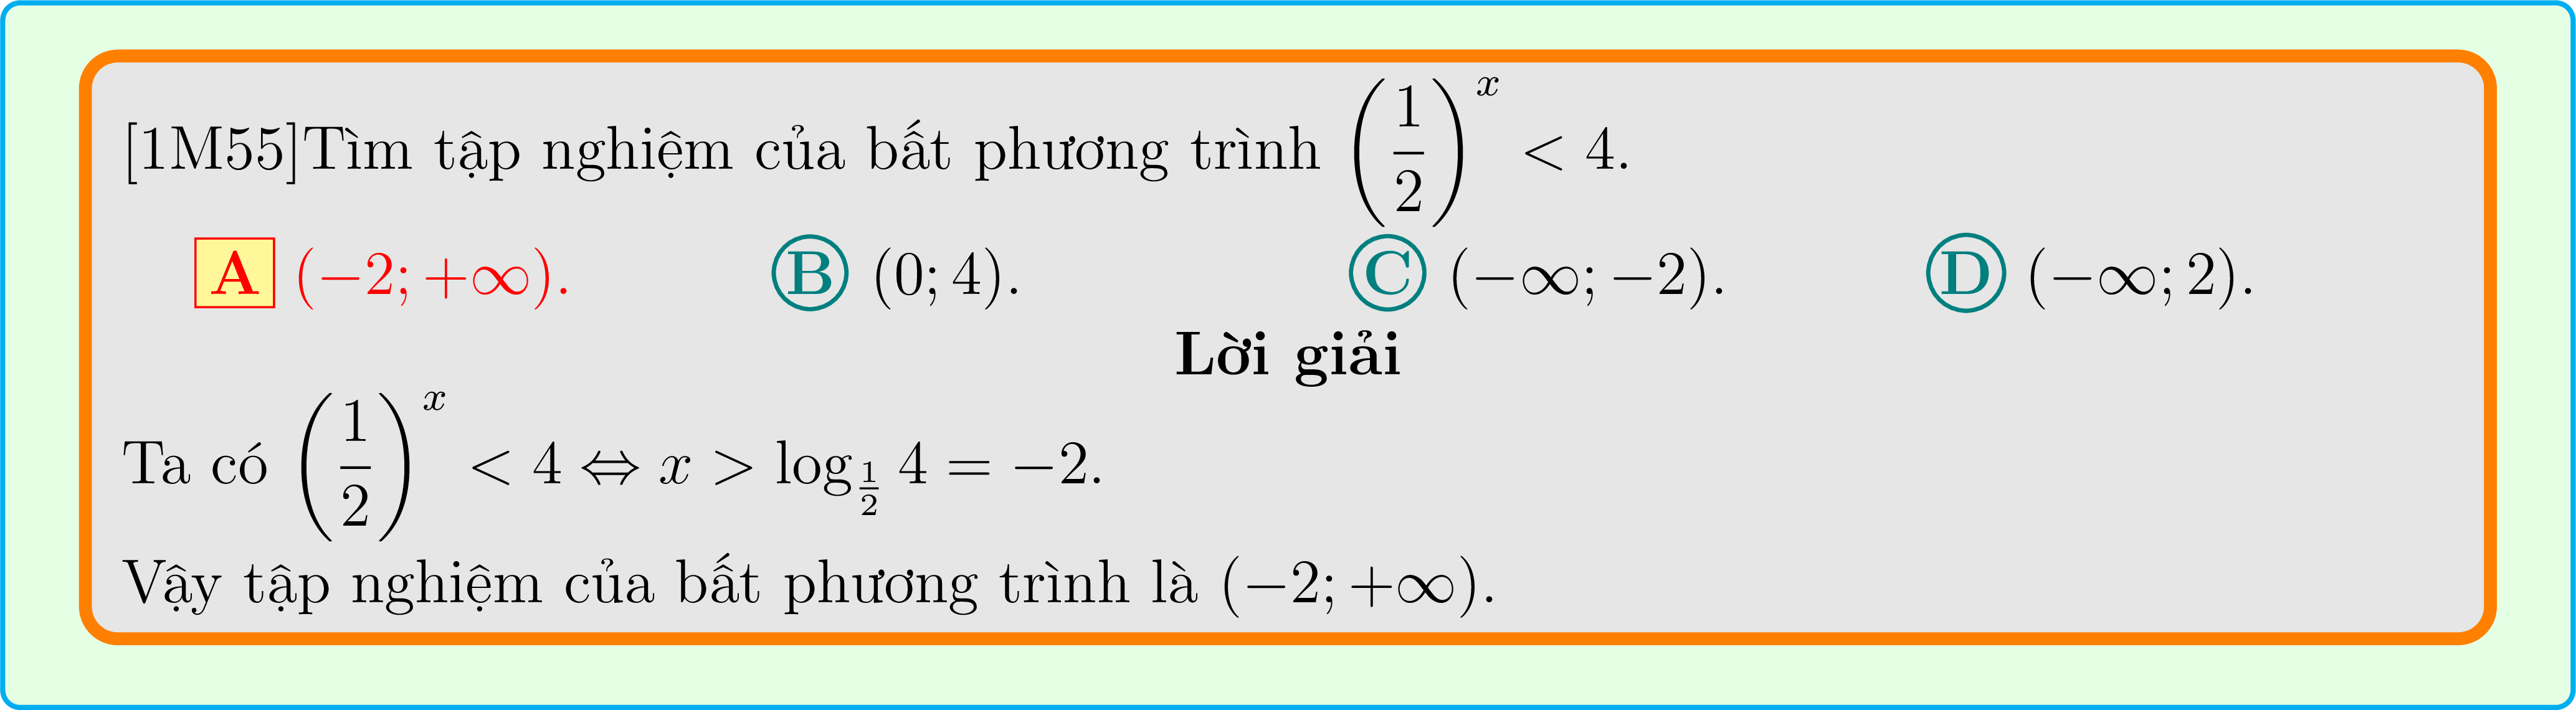 [1M55]Tìm tập nghiệm của bất phương trình $\left(\dfrac{1}{2}\right)^x < 4$.
A $(-2; +\infty)$. B $(0; 4)$. C $(-\infty; -2)$. D $(-\infty; 2)$.
Lời giải
Ta có $\left(\dfrac{1}{2}\right)^x < 4 \Leftrightarrow x > \log_{\frac{1}{2}} 4 = -2$.
Vậy tập nghiệm của bất phương trình là $(-2; +\infty)$.